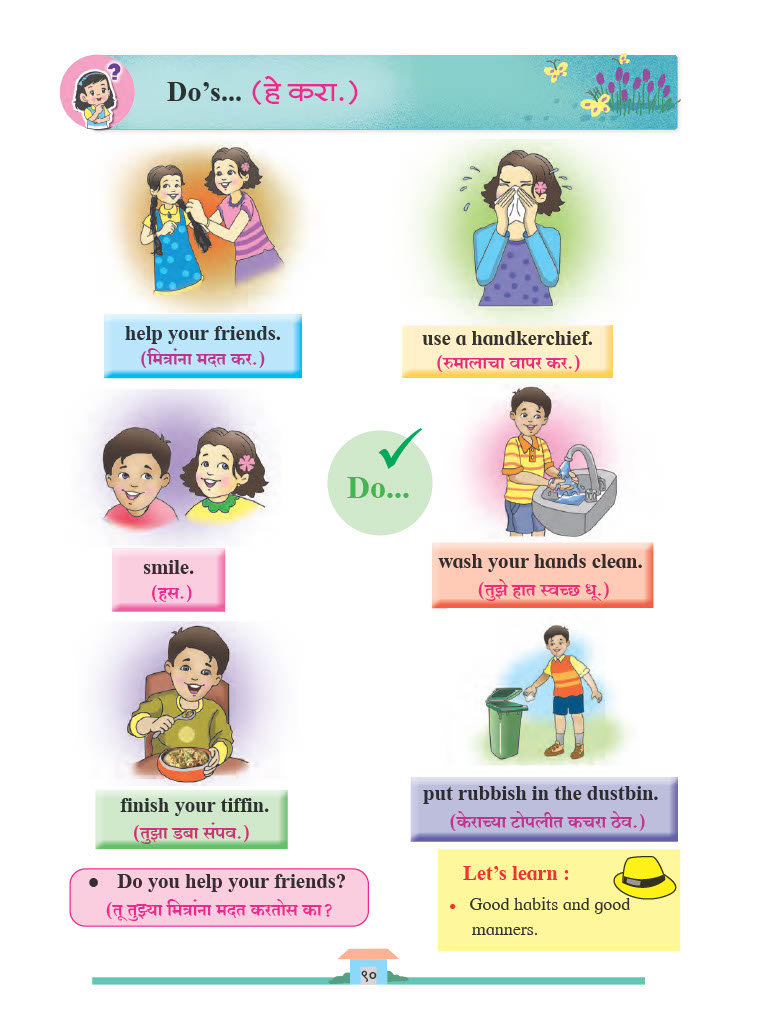 ?
Do’s... (हे करा.)
help your friends.
(मित्रांना मदत कर.)
use a handkerchief.
(रुमालाचा वापर कर.)
smile.
(हस.)
Do...
wash your hands clean.
(तुझे हात स्वच्छ धू.)
finish your tiffin.
(तुझा डबा संपव.)
put rubbish in the dustbin.
(केराच्या टोपलीत कचरा ठेव.)
● Do you help your friends?
(तू तुझ्या मित्रांना मदत करतोस का?
Let’s learn :
• Good habits and good
manners.
९०